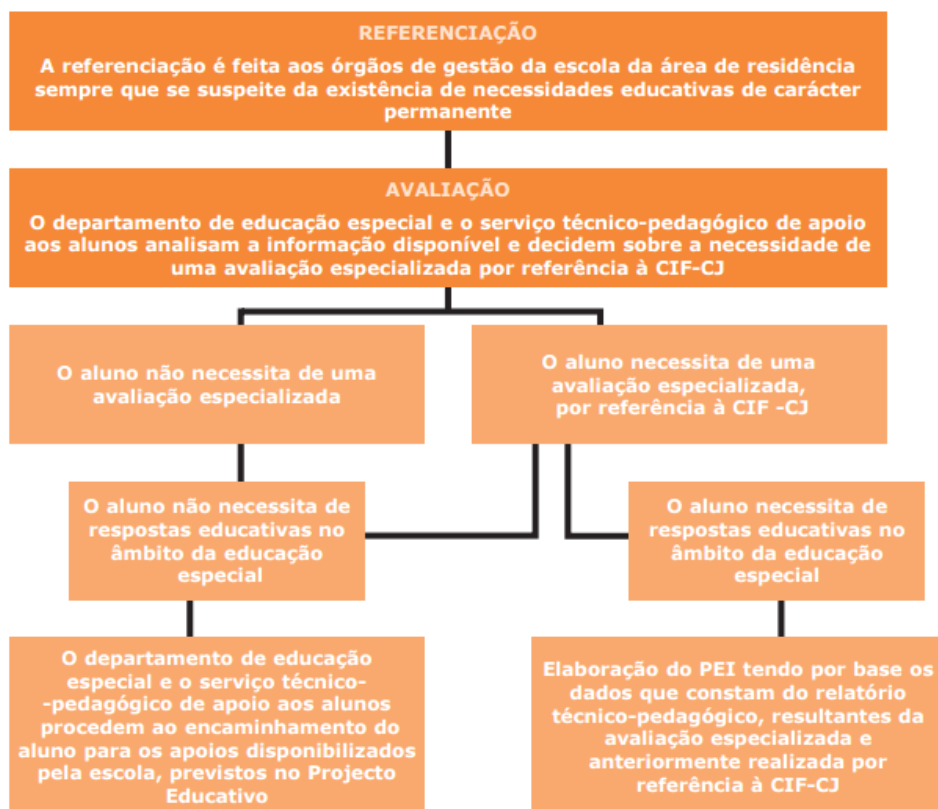 REFERENCIAÇÃO
A referenciação é feita aos órgãos de gestão da escola da área de residência
sempre que se suspeite da existência de necessidades educativas de carácter
permanente
AVALIAÇÃO
O departamento de educação especial e o serviço técnico-pedagógico de apoio
aos alunos analisam a informação disponível e decidem sobre a necessidade de
uma avaliação especializada por referência à CIF-CJ
O aluno não necessita de uma
avaliação especializada
O aluno necessita de uma
avaliação especializada,
por referência à CIF -CJ
O aluno não necessita de
respostas educativas no
âmbito da educação
especial
O aluno necessita de
respostas educativas no
âmbito da educação
especial
O departamento de educação
especial e o serviço técnico-
-pedagógico de apoio aos alunos
procedem ao encaminhamento do
aluno para os apoios disponibilizados
pela escola, previstos no Projecto
Educativo
Elaboração do PEI tendo por base os
dados que constam do relatório
técnico-pedagógico, resultantes da
avaliação especializada e
anteriormente realizada por
referência à CIF-CJ